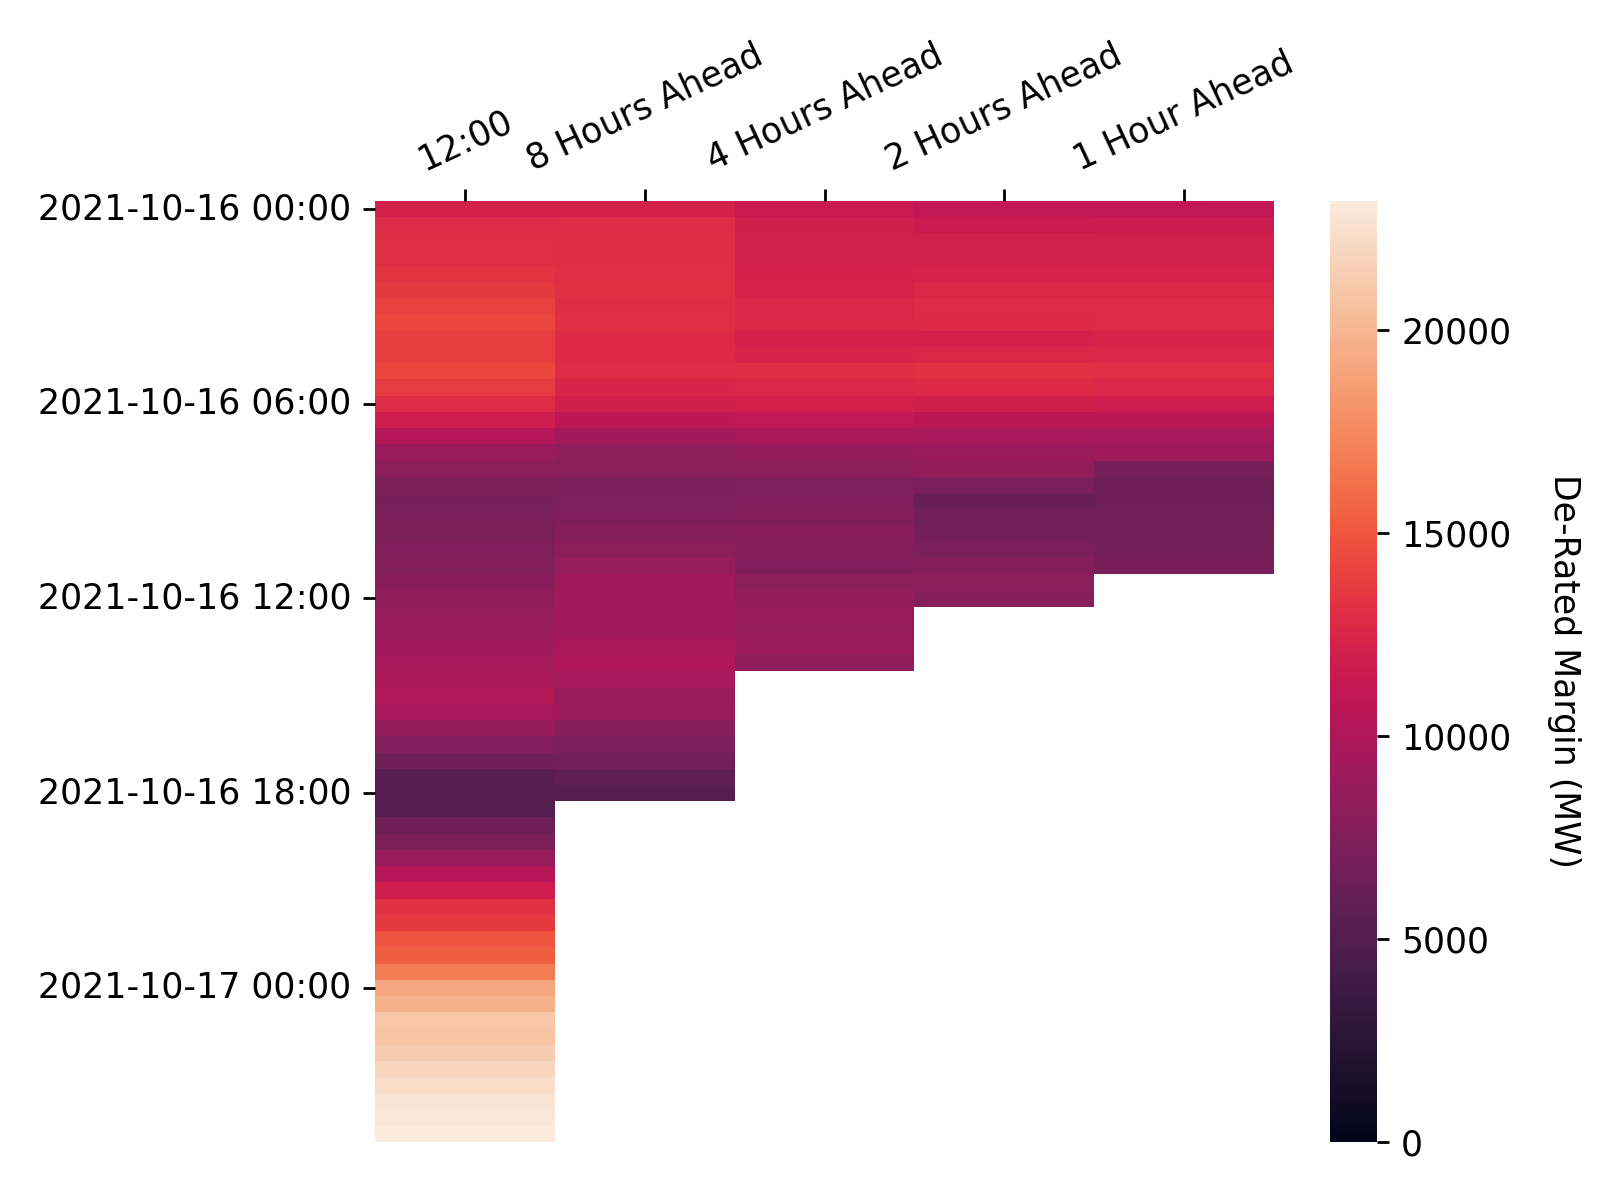 12:00
8 Hours Ahead
4 Hours Ahead
2 Hours Ahead
1 Hour Ahead
2021-10-16 00:00
2021-10-16 06:00
2021-10-16 12:00
2021-10-16 18:00
2021-10-17 00:00
20000
15000
10000
5000
0
De-Rated Margin (MW)